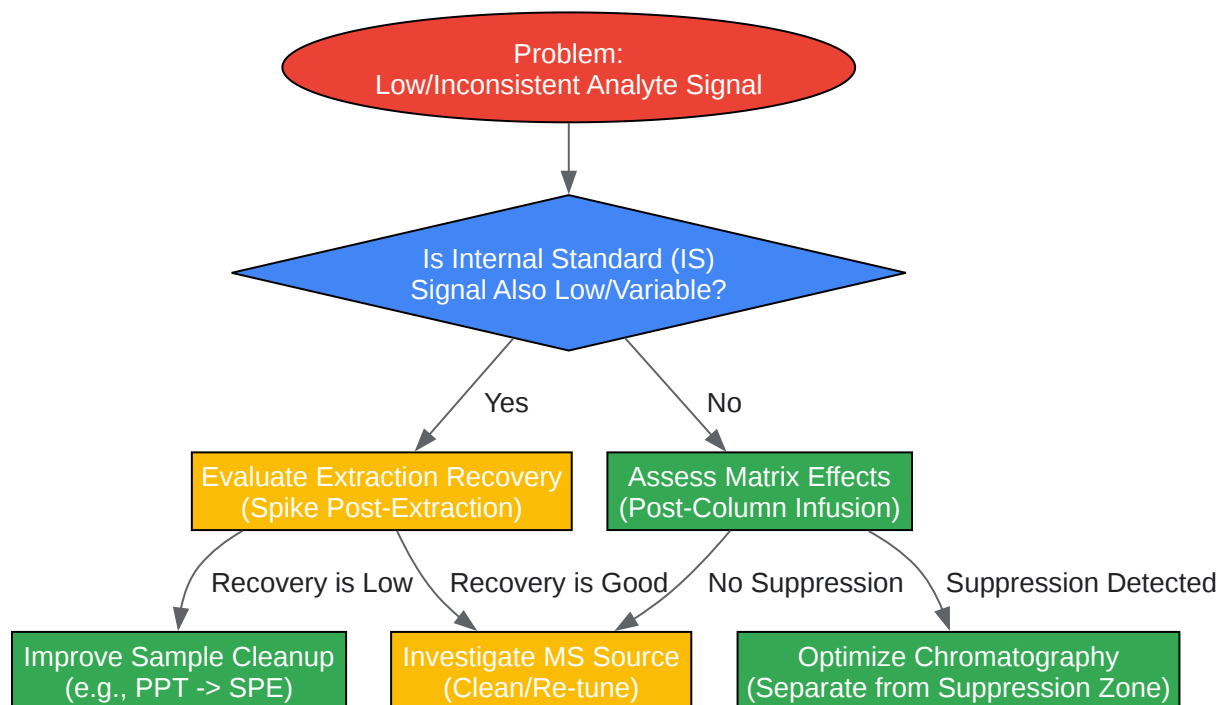 Problem:
Low/Inconsistent Analyte Signal
Is Internal Standard (IS)
Signal Also Low/Variable?
Yes
No
Evaluate Extraction Recovery
(Spike Post-Extraction)
Assess Matrix Effects
(Post-Column Infusion)
Recovery is Low
Recovery is Good
No Suppression
Suppression Detected
Improve Sample Cleanup
(e.g., PPT -> SPE)
Investigate MS Source
(Clean/Re-tune)
Optimize Chromatography
(Separate from Suppression Zone)